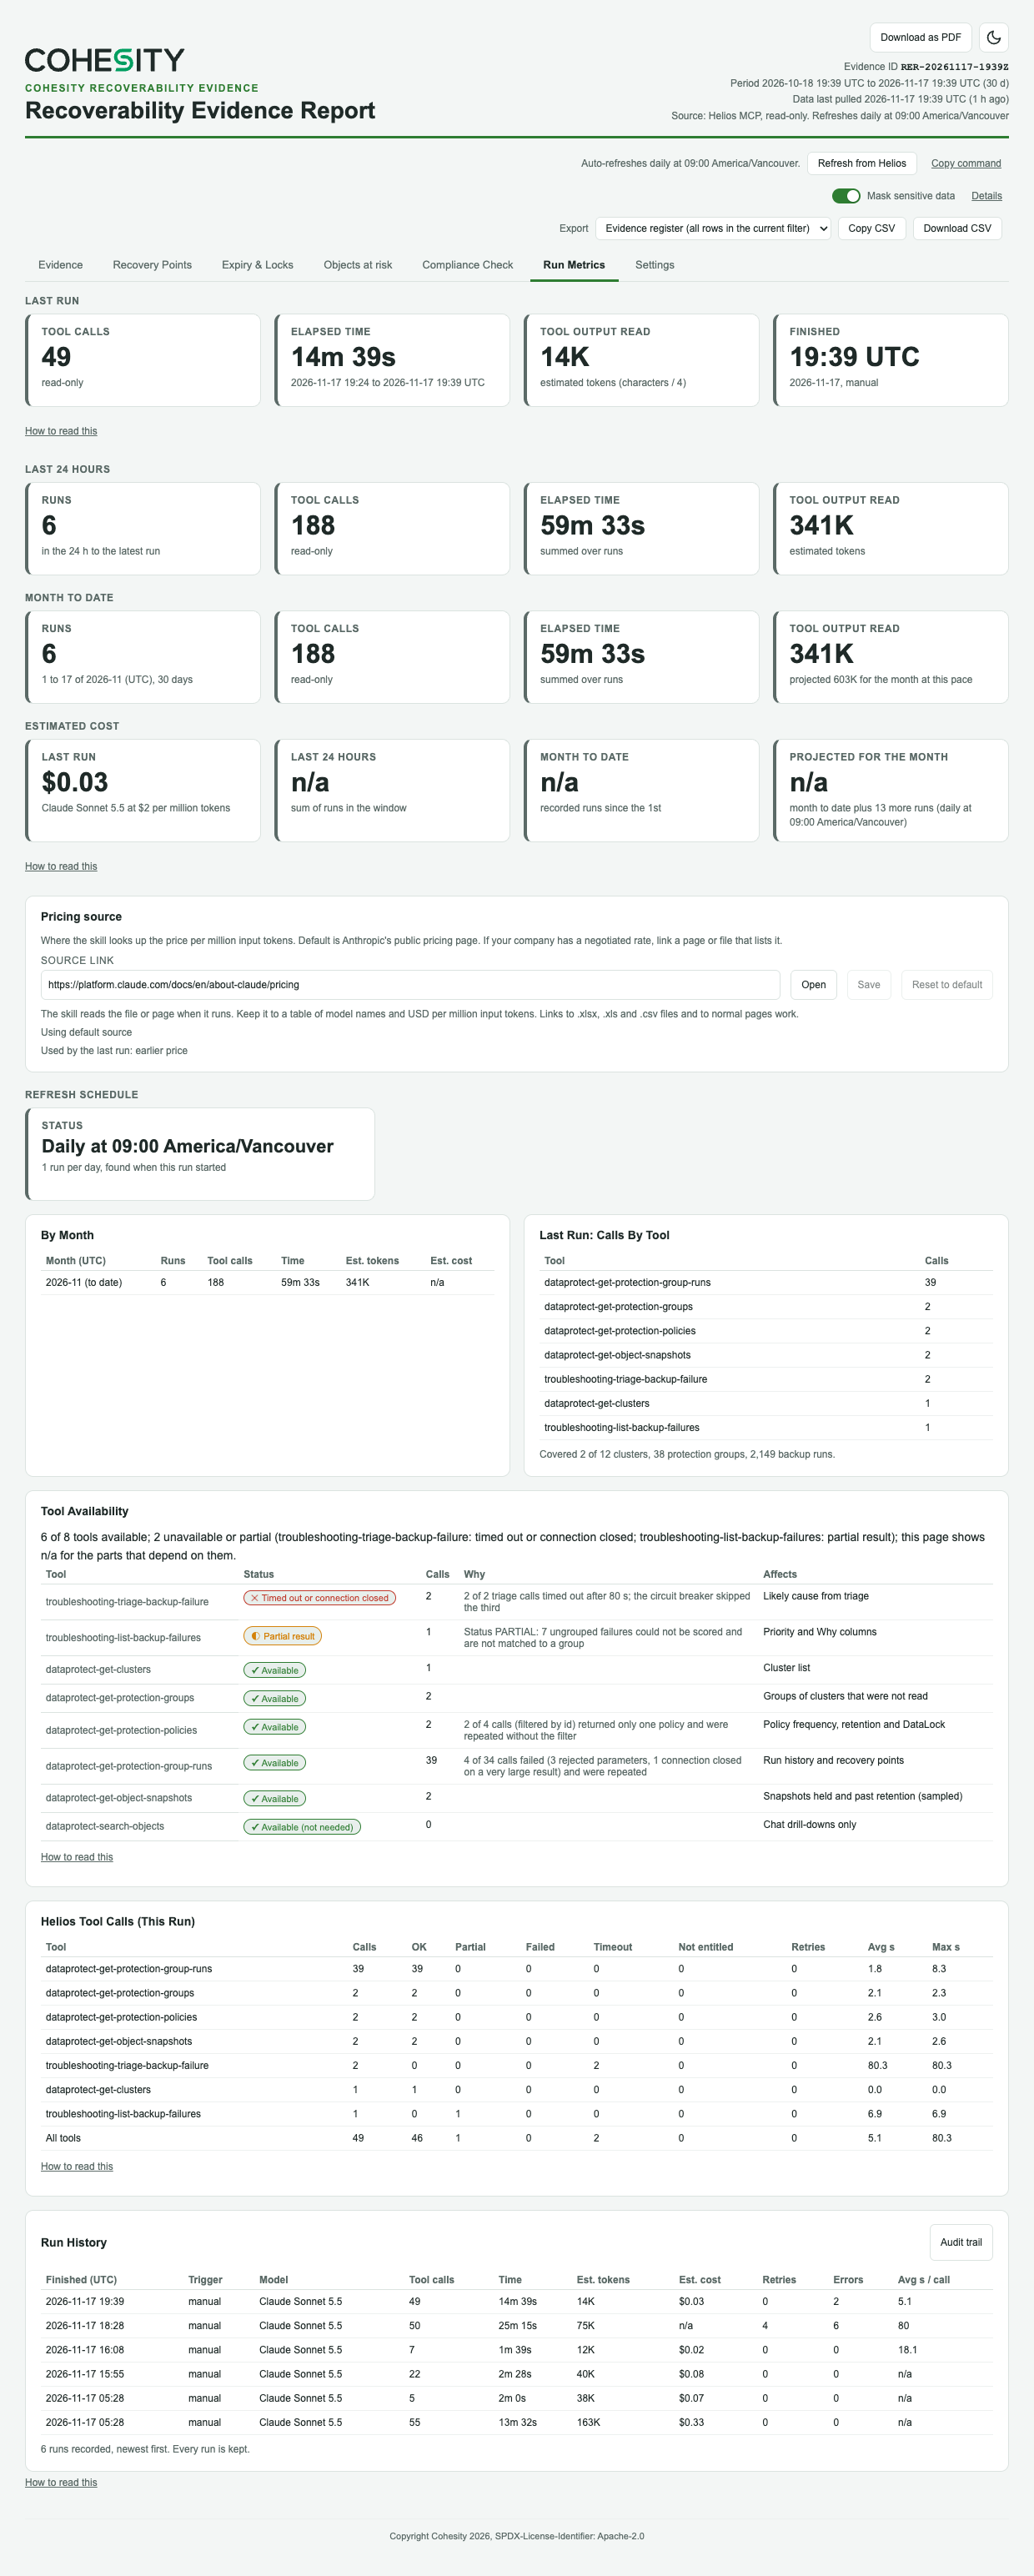 Download as PDF
COHESITY
COHESITY RECOVERABILITY EVIDENCE
Recoverability Evidence Report
Evidence ID RER-20261117-1939Z
Period 2026-10-18 19:39 UTC to 2026-11-17 19:39 UTC (30 d)
Data last pulled 2026-11-17 19:39 UTC (1 h ago)
Source: Helios MCP, read-only. Refreshes daily at 09:00 America/Vancouver
Auto-refreshes daily at 09:00 America/Vancouver. Refresh from Helios Copy command
Mask sensitive data Details
Export Evidence register (all rows in the current filter) Copy CSV Download CSV
Evidence Recovery Points Expiry & Locks Objects at risk Compliance Check Run Metrics Settings
LAST RUN
TOOL CALLS
49
read-only
ELAPSED TIME
14m 39s
2026-11-17 19:24 to 2026-11-17 19:39 UTC
TOOL OUTPUT READ
14K
estimated tokens (characters / 4)
FINISHED
19:39 UTC
2026-11-17, manual
How to read this
LAST 24 HOURS
RUNS
6
in the 24 h to the latest run
TOOL CALLS
188
read-only
ELAPSED TIME
59m 33s
summed over runs
TOOL OUTPUT READ
341K
estimated tokens
MONTH TO DATE
RUNS
6
1 to 17 of 2026-11 (UTC), 30 days
TOOL CALLS
188
read-only
ELAPSED TIME
59m 33s
summed over runs
TOOL OUTPUT READ
341K
projected 603K for the month at this pace
ESTIMATED COST
LAST RUN
$0.03
Claude Sonnet 5.5 at $2 per million tokens
LAST 24 HOURS
n/a
sum of runs in the window
MONTH TO DATE
n/a
recorded runs since the 1st
PROJECTED FOR THE MONTH
n/a
month to date plus 13 more runs (daily at
09:00 America/Vancouver)
How to read this
Pricing source
Where the skill looks up the price per million input tokens. Default is Anthropic's public pricing page. If your company has a negotiated rate, link a page or file that lists it.
SOURCE LINK
https://platform.claude.com/docs/en/about-claude/pricing Open Save Reset to default
The skill reads the file or page when it runs. Keep it to a table of model names and USD per million input tokens. Links to .xlsx, .xls and .csv files and to normal pages work.
Using default source
Used by the last run: earlier price
REFRESH SCHEDULE
STATUS
Daily at 09:00 America/Vancouver
1 run per day, found when this run started
By Month
Month (UTC) Runs Tool calls Time Est. tokens Est. cost
2026-11 (to date) 6 188 59m 33s 341K n/a
Last Run: Calls By Tool
Tool Calls
dataprotect-get-protection-group-runs 39
dataprotect-get-protection-groups 2
dataprotect-get-protection-policies 2
dataprotect-get-object-snapshots 2
troubleshooting-triage-backup-failure 2
dataprotect-get-clusters 1
troubleshooting-list-backup-failures 1
Covered 2 of 12 clusters, 38 protection groups, 2,149 backup runs.
Tool Availability
6 of 8 tools available; 2 unavailable or partial (troubleshooting-triage-backup-failure: timed out or connection closed; troubleshooting-list-backup-failures: partial result); this page shows
n/a for the parts that depend on them.
Tool Status Calls Why Affects
troubleshooting-triage-backup-failure Timed out or connection closed 2 2 of 2 triage calls timed out after 80 s; the circuit breaker skipped Likely cause from triage
the third
troubleshooting-list-backup-failures Partial result 1 Status PARTIAL: 7 ungrouped failures could not be scored and Priority and Why columns
are not matched to a group
dataprotect-get-clusters Available 1 Cluster list
dataprotect-get-protection-groups Available 2 Groups of clusters that were not read
dataprotect-get-protection-policies Available 2 2 of 4 calls (filtered by id) returned only one policy and were Policy frequency, retention and DataLock
repeated without the filter
dataprotect-get-protection-group-runs Available 39 4 of 34 calls failed (3 rejected parameters, 1 connection closed Run history and recovery points
on a very large result) and were repeated
dataprotect-get-object-snapshots Available 2 Snapshots held and past retention (sampled)
dataprotect-search-objects Available (not needed) 0 Chat drill-downs only
How to read this
Helios Tool Calls (This Run)
Tool Calls OK Partial Failed Timeout Not entitled Retries Avg s Max s
dataprotect-get-protection-group-runs 39 39 0 0 0 0 0 1.8 8.3
dataprotect-get-protection-groups 2 2 0 0 0 0 0 2.1 2.3
dataprotect-get-protection-policies 2 2 0 0 0 0 0 2.6 3.0
dataprotect-get-object-snapshots 2 2 0 0 0 0 0 2.1 2.6
troubleshooting-triage-backup-failure 2 0 0 0 2 0 0 80.3 80.3
dataprotect-get-clusters 1 1 0 0 0 0 0 0.0 0.0
troubleshooting-list-backup-failures 1 0 1 0 0 0 0 6.9 6.9
All tools 49 46 1 0 2 0 0 5.1 80.3
How to read this
Run History Audit trail
Finished (UTC) Trigger Model Tool calls Time Est. tokens Est. cost Retries Errors Avg s / call
2026-11-17 19:39 manual Claude Sonnet 5.5 49 14m 39s 14K $0.03 0 2 5.1
2026-11-17 18:28 manual Claude Sonnet 5.5 50 25m 15s 75K n/a 4 6 80
2026-11-17 16:08 manual Claude Sonnet 5.5 7 1m 39s 12K $0.02 0 0 18.1
2026-11-17 15:55 manual Claude Sonnet 5.5 22 2m 28s 40K $0.08 0 0 n/a
2026-11-17 05:28 manual Claude Sonnet 5.5 5 2m 0s 38K $0.07 0 0 n/a
2026-11-17 05:28 manual Claude Sonnet 5.5 55 13m 32s 163K $0.33 0 0 n/a
6 runs recorded, newest first. Every run is kept.
How to read this
Copyright Cohesity 2026, SPDX-License-Identifier: Apache-2.0